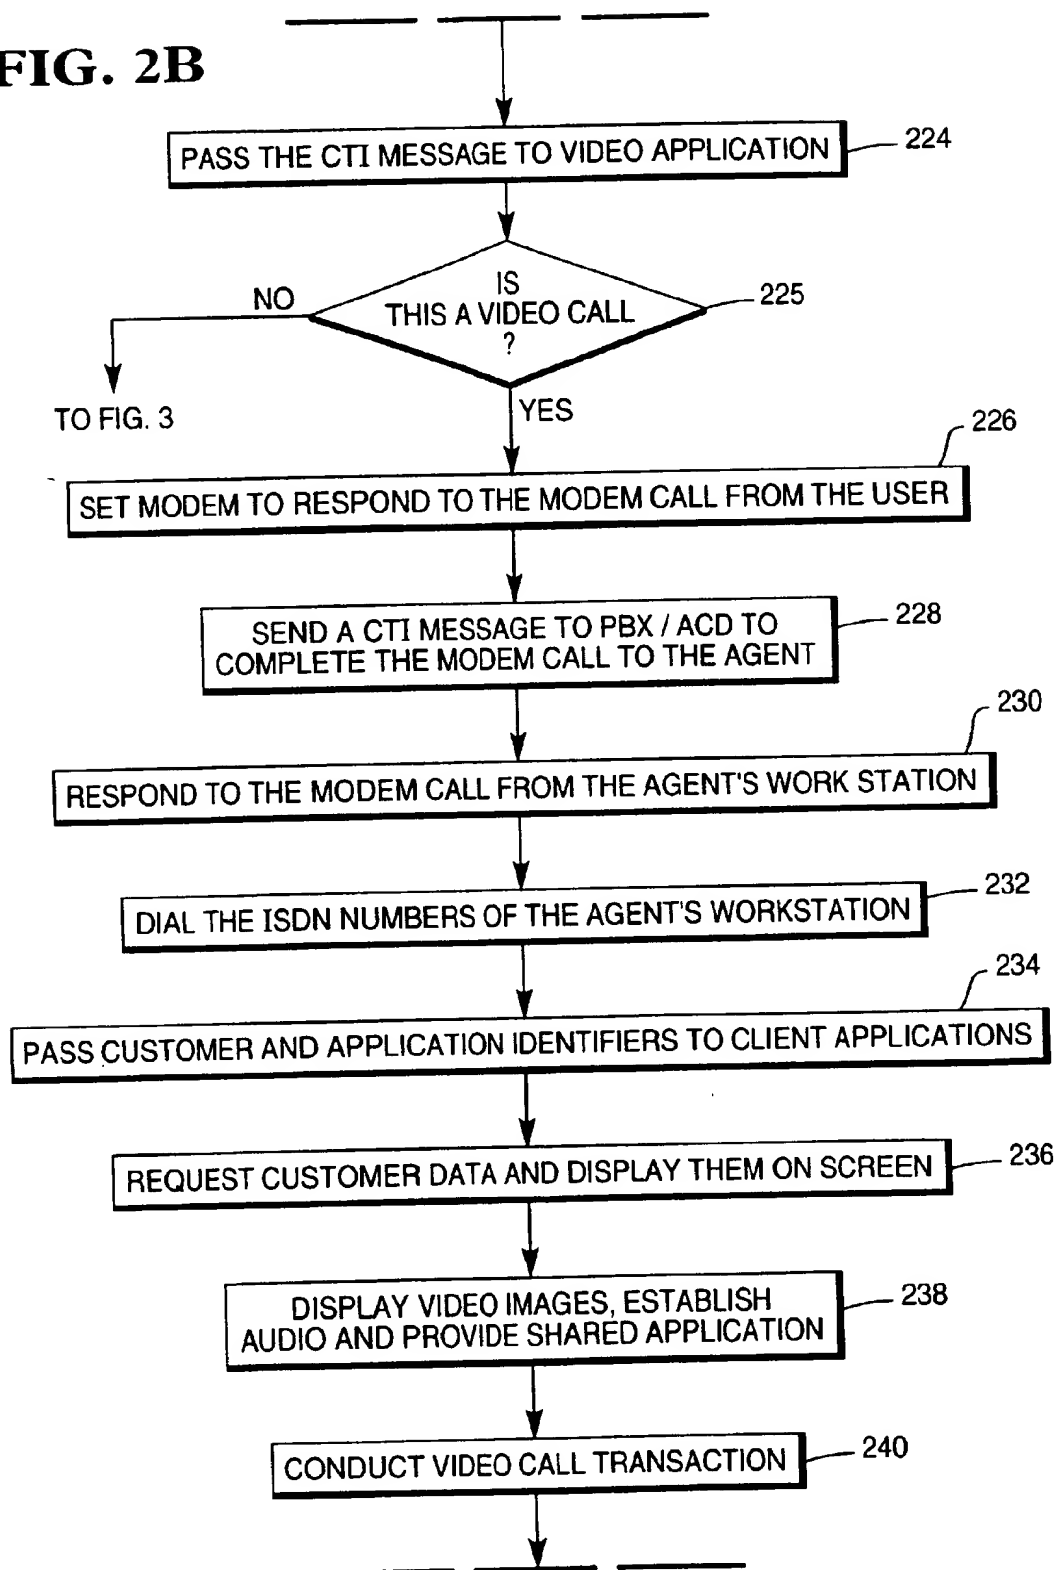 FIG. 2B
PASS THE CTI MESSAGE TO VIDEO APPLICATION
224
IS
THIS A VIDEO CALL
?
225
NO
TO FIG. 3
YES
226
SET MODEM TO RESPOND TO THE MODEM CALL FROM THE USER
SEND A CTI MESSAGE TO PBX / ACD TO
COMPLETE THE MODEM CALL TO THE AGENT
228
230
RESPOND TO THE MODEM CALL FROM THE AGENT'S WORK STATION
DIAL THE ISDN NUMBERS OF THE AGENT'S WORKSTATION
232
234
PASS CUSTOMER AND APPLICATION IDENTIFIERS TO CLIENT APPLICATIONS
REQUEST CUSTOMER DATA AND DISPLAY THEM ON SCREEN
236
DISPLAY VIDEO IMAGES, ESTABLISH
AUDIO AND PROVIDE SHARED APPLICATION
238
CONDUCT VIDEO CALL TRANSACTION
240